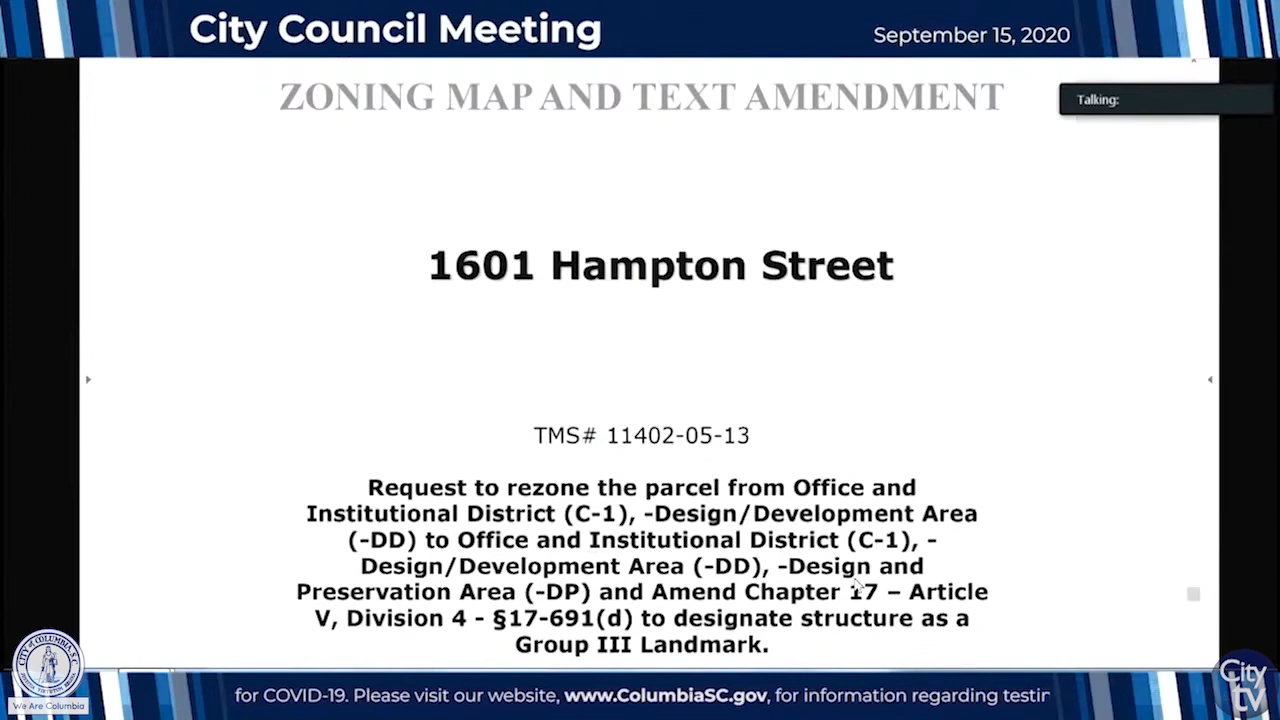 City Council Meeting
September 15, 2020
ZONING MAP AND TEXT AMENDMENT
Talking:
1601 Hampton Street
TMS# 11402-05-13
Request to rezone the parcel from Office and
Institutional District (C-1), -Design/Development Area
(-DD) to Office and Institutional District (C-1), -
Design/Development Area (-DD), -Design and
Preservation Area (-DP) and Amend Chapter 17 – Article
V, Division 4 - §17-691(d) to designate structure as a
Group III Landmark.
We Are Columbia
for COVID-19. Please visit our website, www.ColumbiaSC.gov, for information regarding testin
City
tv